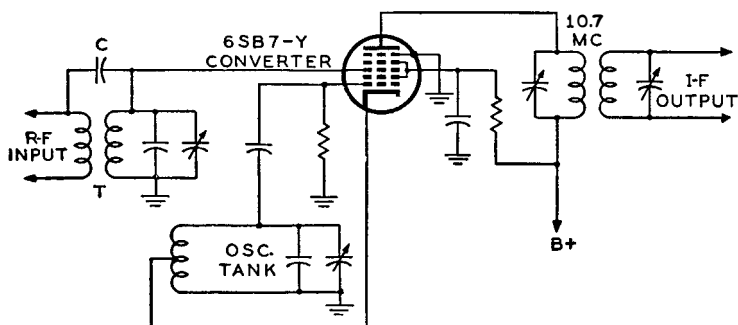 C
6SB7-Y
CONVERTER
10.7
MC
R-F
INPUT
T
I-F
OUTPUT
OSC.
TANK
B+